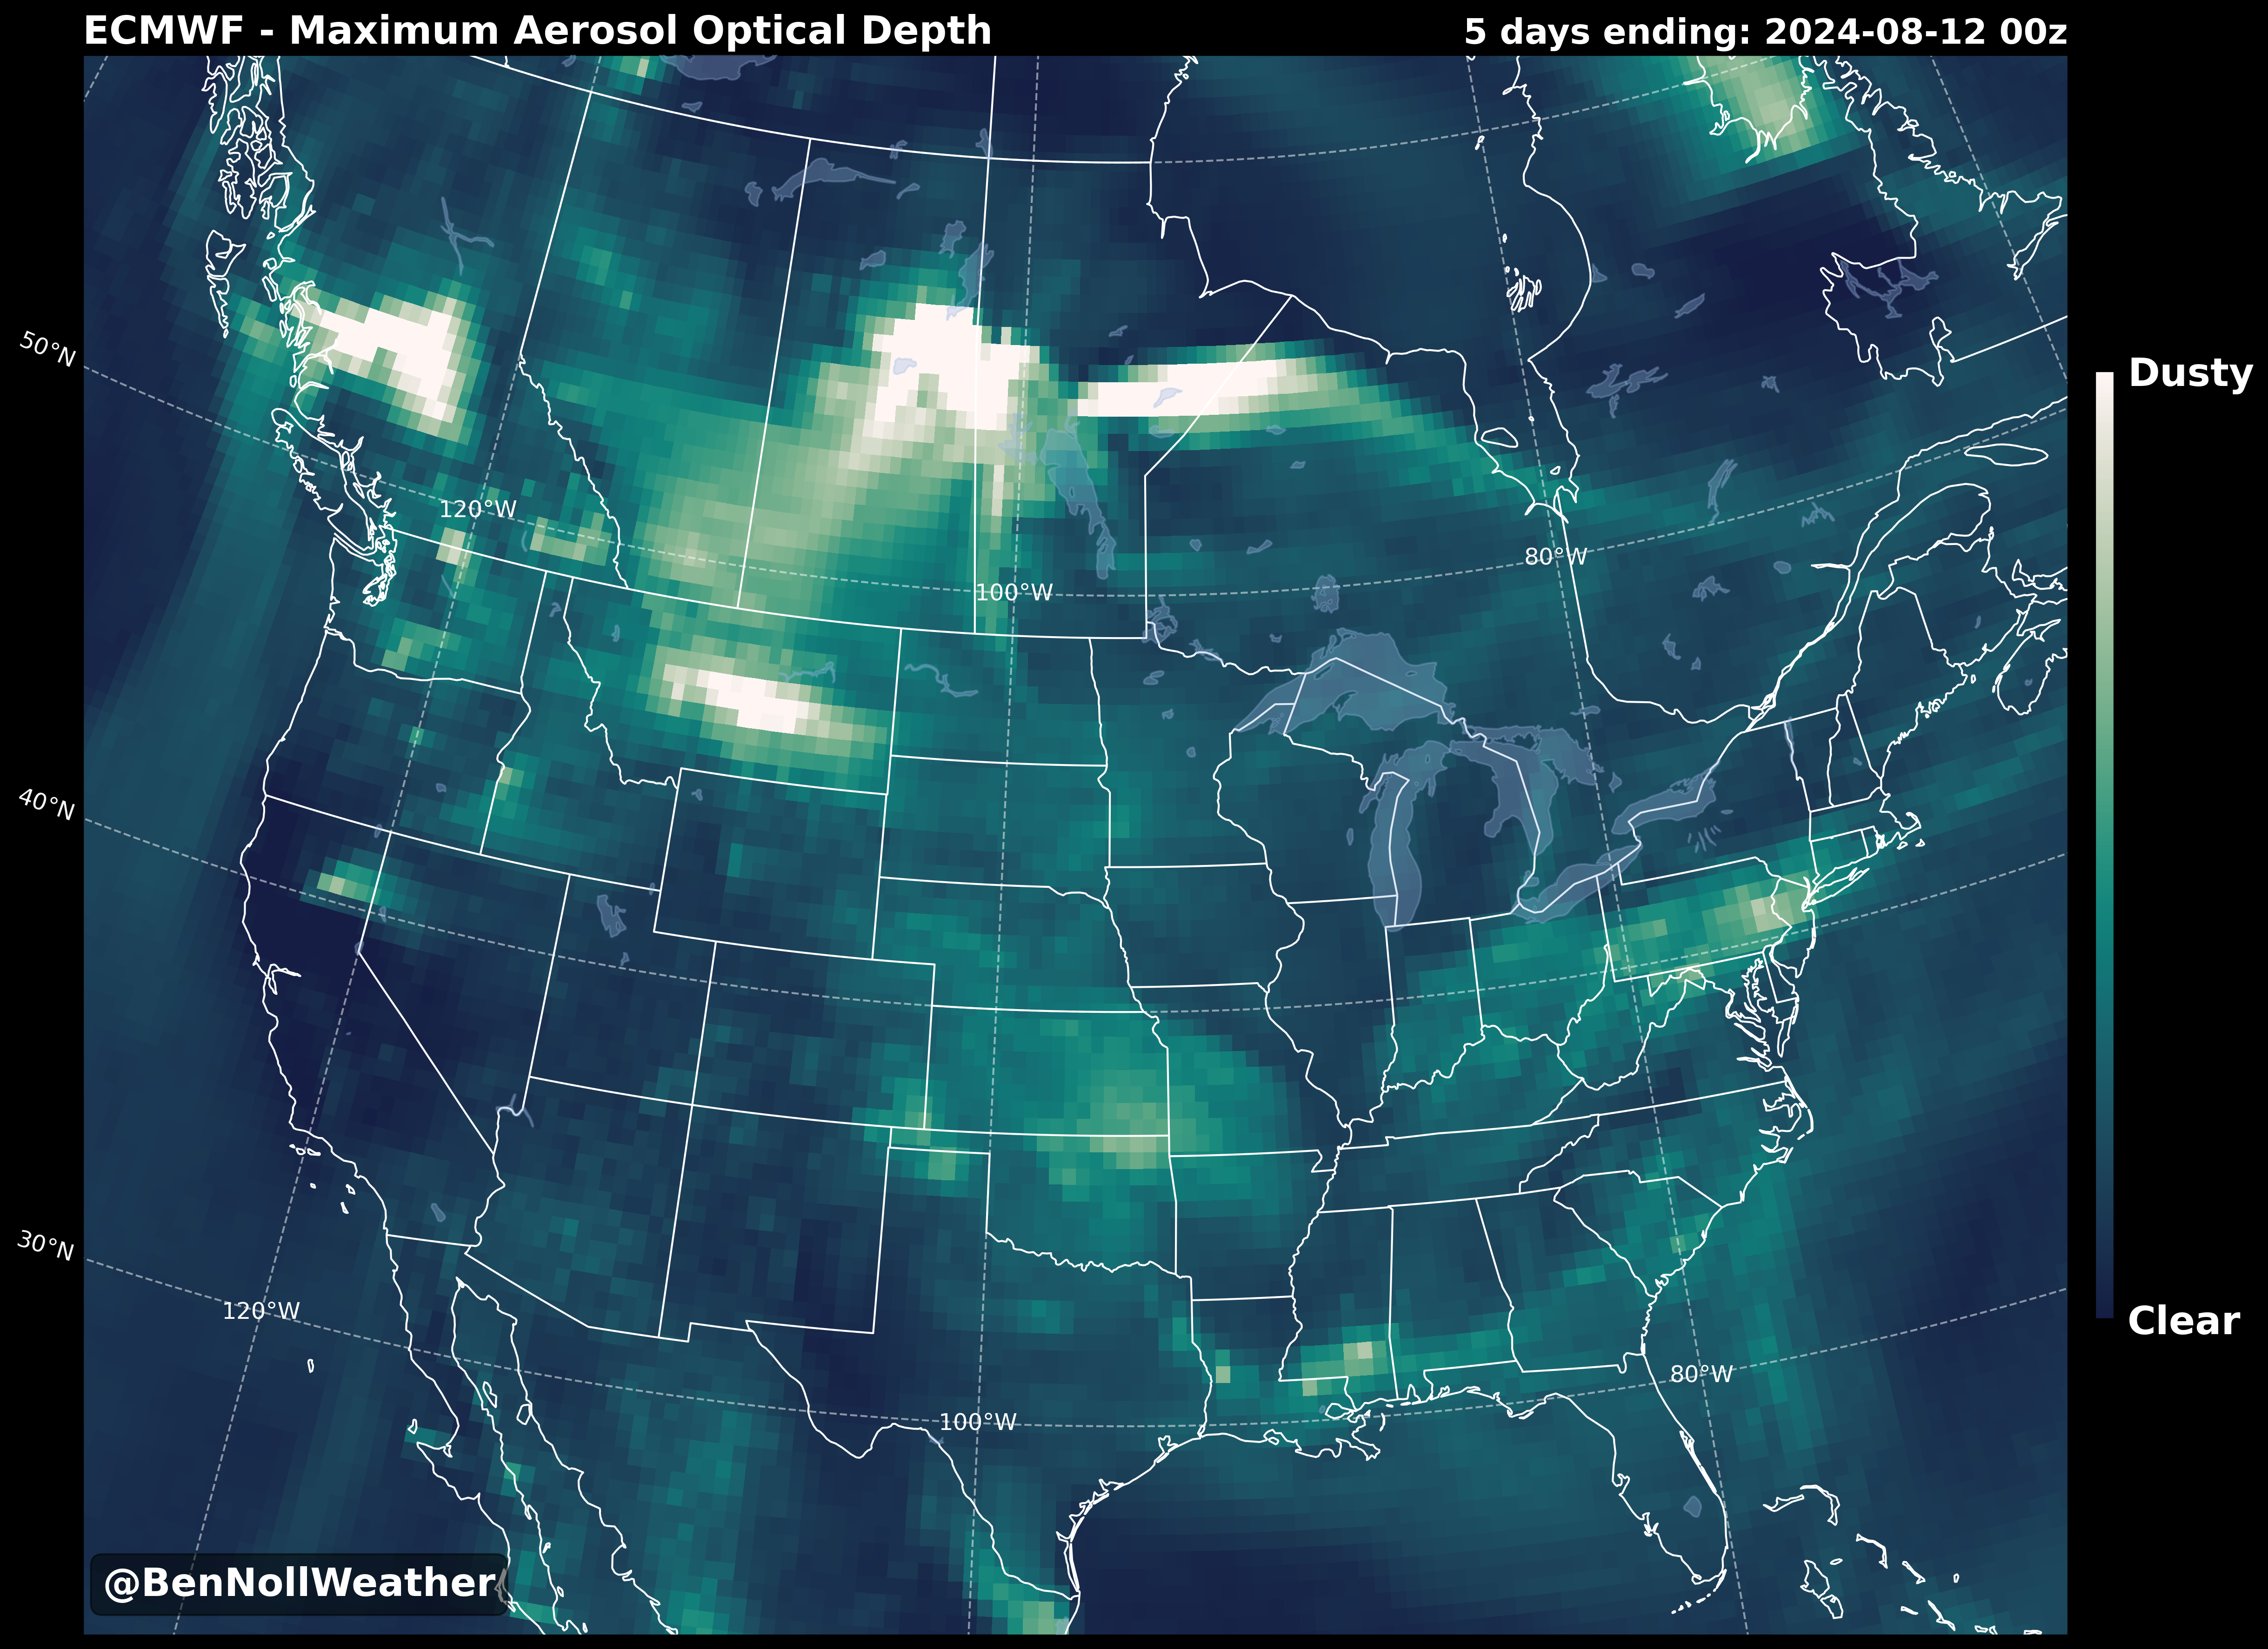 ECMWF - Maximum Aerosol Optical Depth
5 days ending: 2024-08-12 00z
50°N
Dusty
120°W
80°W
100°W
40°N
30°N
120°W
Clear
80°W
100°W
@BenNollWeather